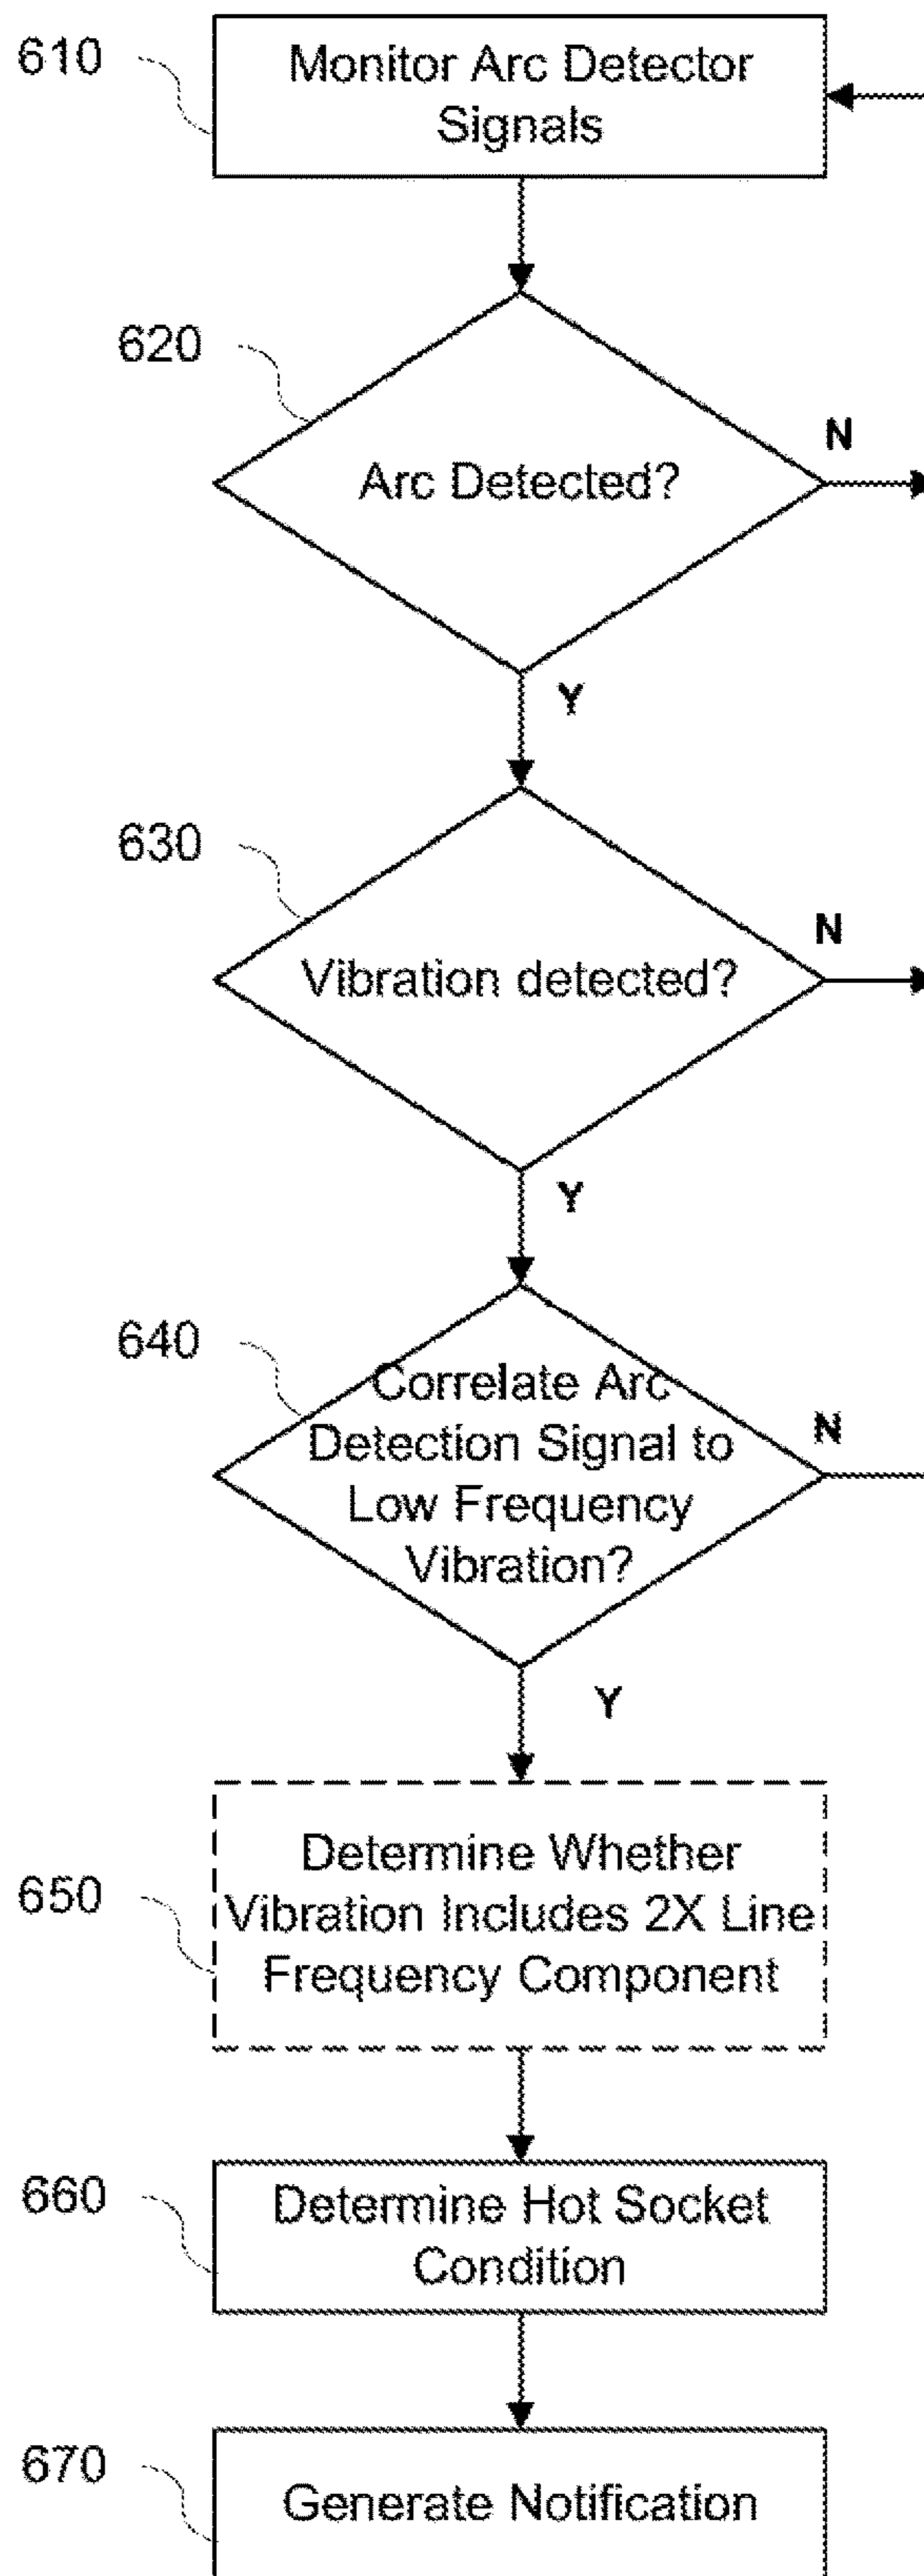 610
Monitor Arc Detector
Signals
620
Arc Detected?
N
Y
630
Vibration detected?
N
Y
640
Correlate Arc
Detection Signal to
Low Frequency
Vibration?
N
Y
650
Determine Whether
Vibration Includes 2X Line
Frequency Component
660
Determine Hot Socket
Condition
670
Generate Notification